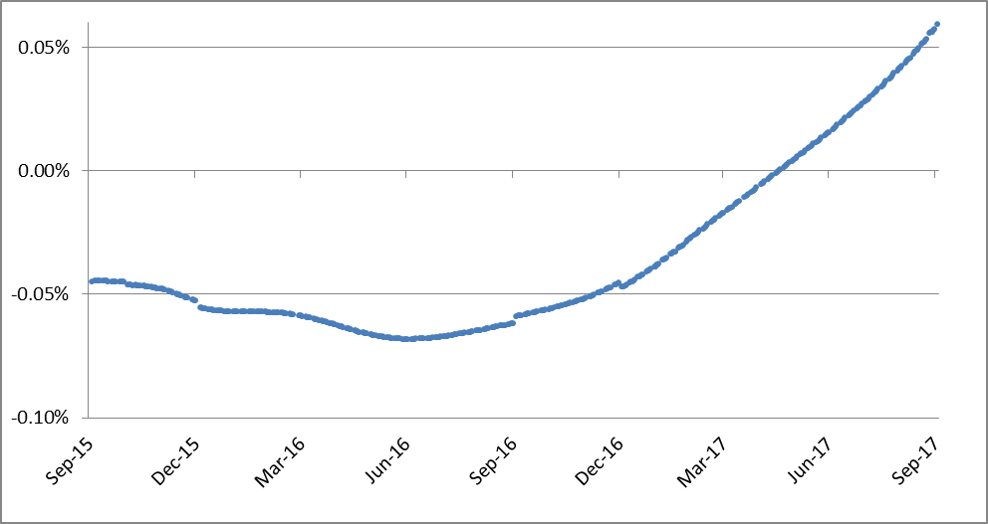 0.05%
0.00%
-0.05%
-0.10%
Sep-15
Dec-15
Mar-16
Jun-16
Sep-16
Dec-16
Mar-17
Jun-17
Sep-17